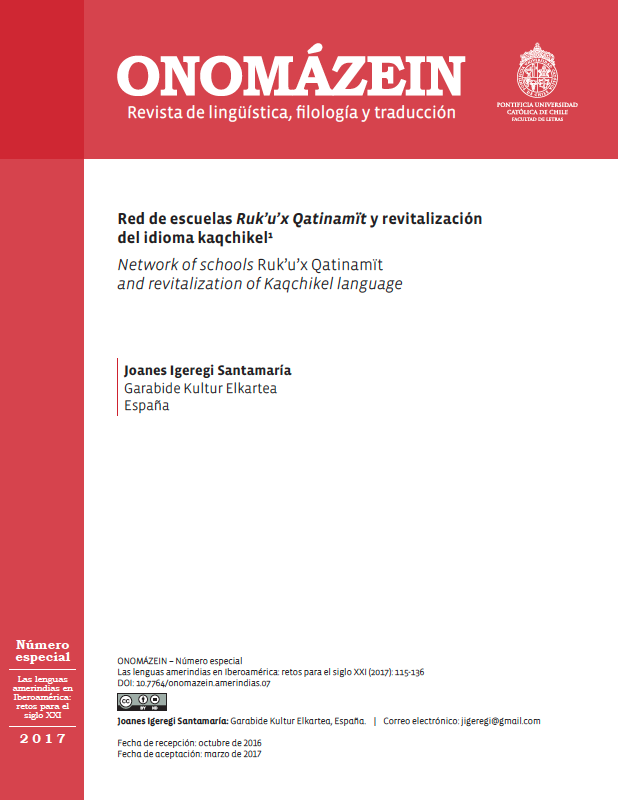 ONOMÁZEIN
Revista de lingüística, filología y traducción
PONTIFICIA UNIVERSIDAD
CATÓLICA DE CHILE
FACULTAD DE LETRAS
Red de escuelas Ruk’u’x Qatinamït y revitalización
del idioma kaqchikel¹
Network of schools Ruk’u’x Qatinamït
and revitalization of Kaqchikel language
Joanes Igeregi Santamaría
Garabide Kultur Elkartea
España
Número
especial
Las lenguas
amerindias en
Iberoamérica:
retos para el
siglo XXI
2017
ONOMÁZEIN – Número especial
Las lenguas amerindias en Iberoamérica: retos para el siglo XXI (2017): 115-136
DOI: 10.7764/onomazein.amerindias.07
cc BY ND
Joanes Igeregi Santamaría: Garabide Kultur Elkartea, España. | Correo electrónico: jigeregi@gmail.com
Fecha de recepción: octubre de 2016
Fecha de aceptación: marzo de 2017